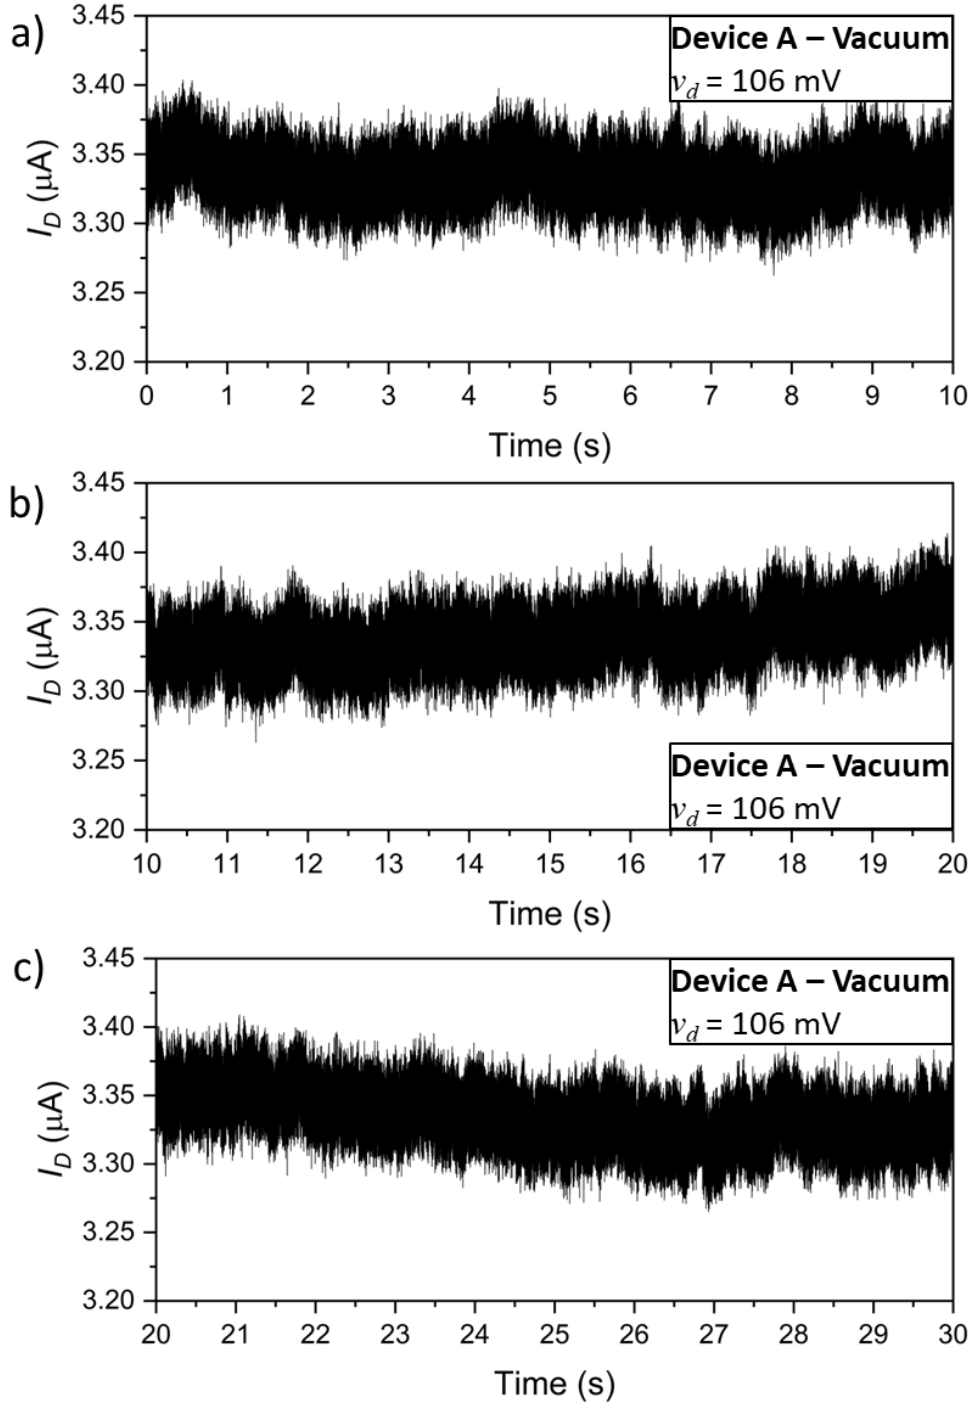 a)
3.45
3.40
3.35
3.30
3.25
3.20
I_D (μA)
Device A – Vacuum
v_d = 106 mV
0 1 2 3 4 5 6 7 8 9 10
Time (s)
b)
3.45
3.40
3.35
3.30
3.25
3.20
I_D (μA)
Device A – Vacuum
v_d = 106 mV
10 11 12 13 14 15 16 17 18 19 20
Time (s)
c)
3.45
3.40
3.35
3.30
3.25
3.20
I_D (μA)
Device A – Vacuum
v_d = 106 mV
20 21 22 23 24 25 26 27 28 29 30
Time (s)